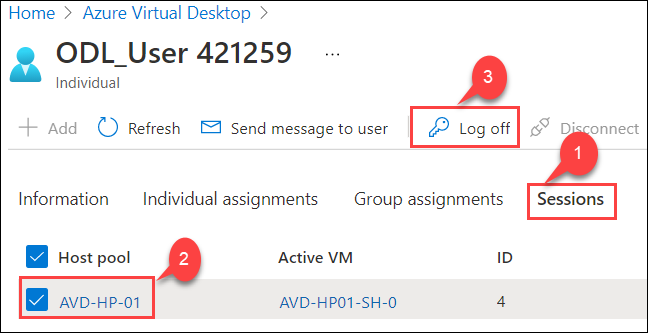 Home > Azure Virtual Desktop >
ODL_User 421259 ...
Individual
3
Add Refresh Send message to user Log off Disconnect
1
Information Individual assignments Group assignments Sessions
2
Host pool Active VM ID
AVD-HP-01 AVD-HP01-SH-0 4